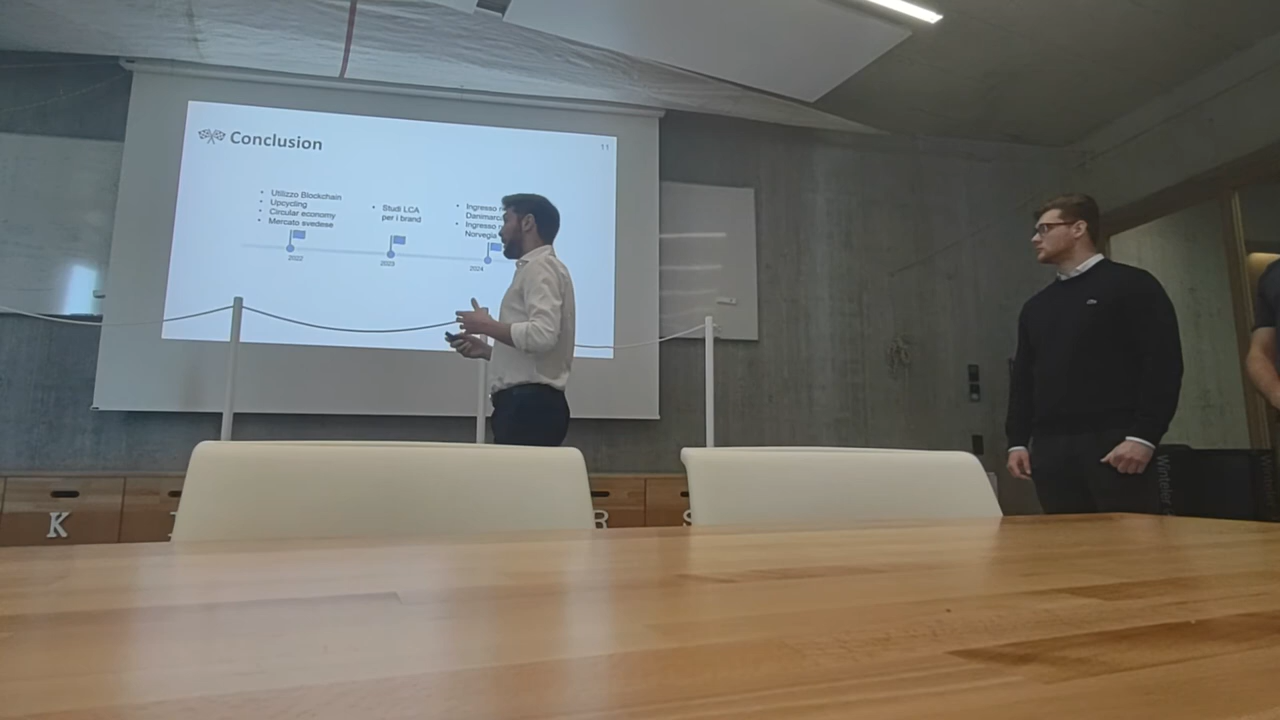 Conclusion
11
• Utilizzo Blockchain
• Upcycling
• Circular economy
• Mercato svedese
• Studi LCA
per i brand
• Ingresso
Danimarca
• Ingresso
Norvegia
2022
2023
2024
K
R
S